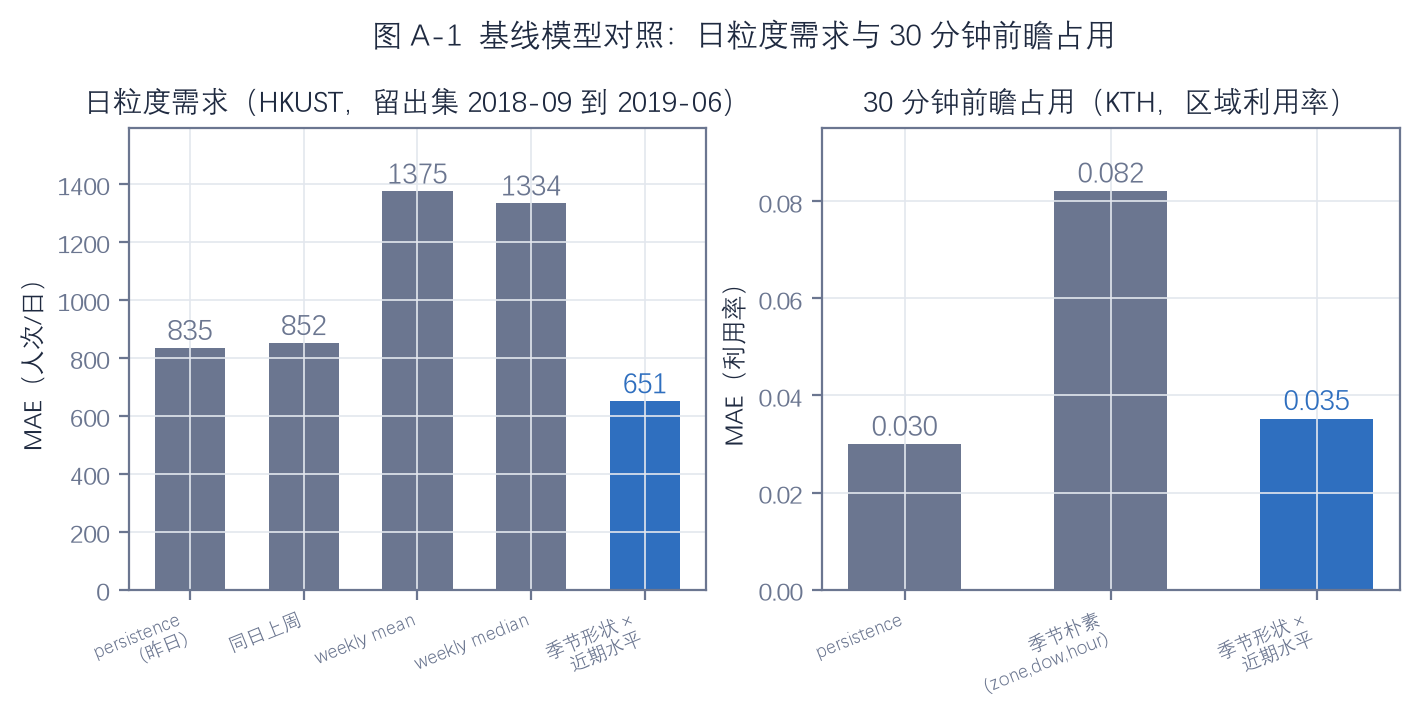 图 A-1 基线模型对照：日粒度需求与 30 分钟前瞻占用
日粒度需求（HKUST，留出集 2018-09 到 2019-06）
MAE（人次/日）
1400
1200
1000
800
600
400
200
0
835
852
1375
1334
651
persistence
(昨日)
同日上周
weekly mean
weekly median
季节形状 ×
近期水平
30 分钟前瞻占用（KTH，区域利用率）
MAE（利用率）
0.08
0.06
0.04
0.02
0.00
0.030
0.082
0.035
persistence
季节朴素
(zone,dow,hour)
季节形状 ×
近期水平